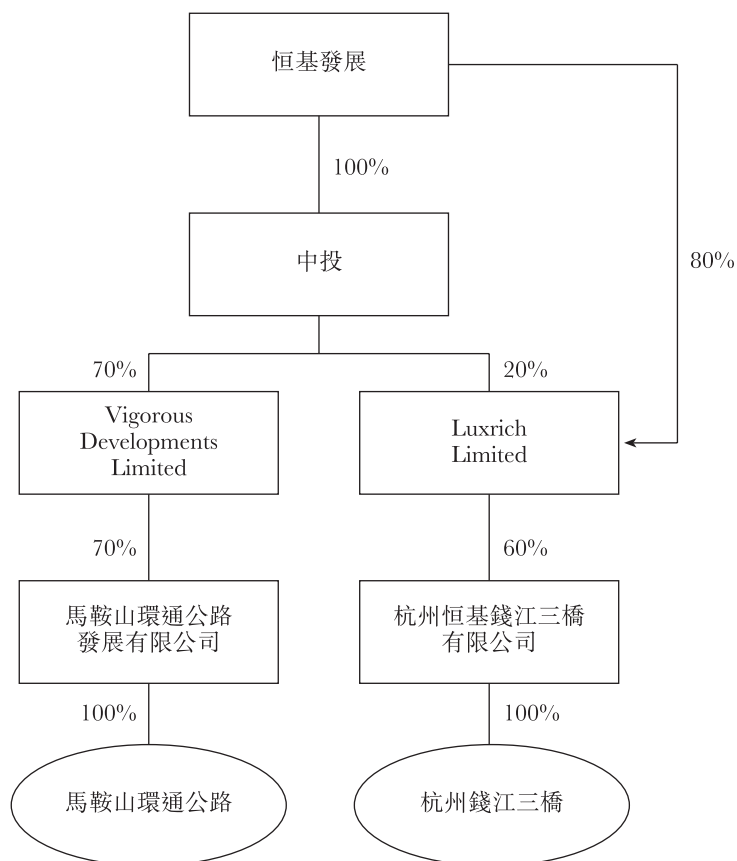 恒基發展
100%
中投
80%
70%
20%
Vigorous
Developments
Limited
Luxrich
Limited
70%
60%
馬鞍山環通公路
發展有限公司
杭州恒基錢江三橋
有限公司
100%
100%
馬鞍山環通公路
杭州錢江三橋